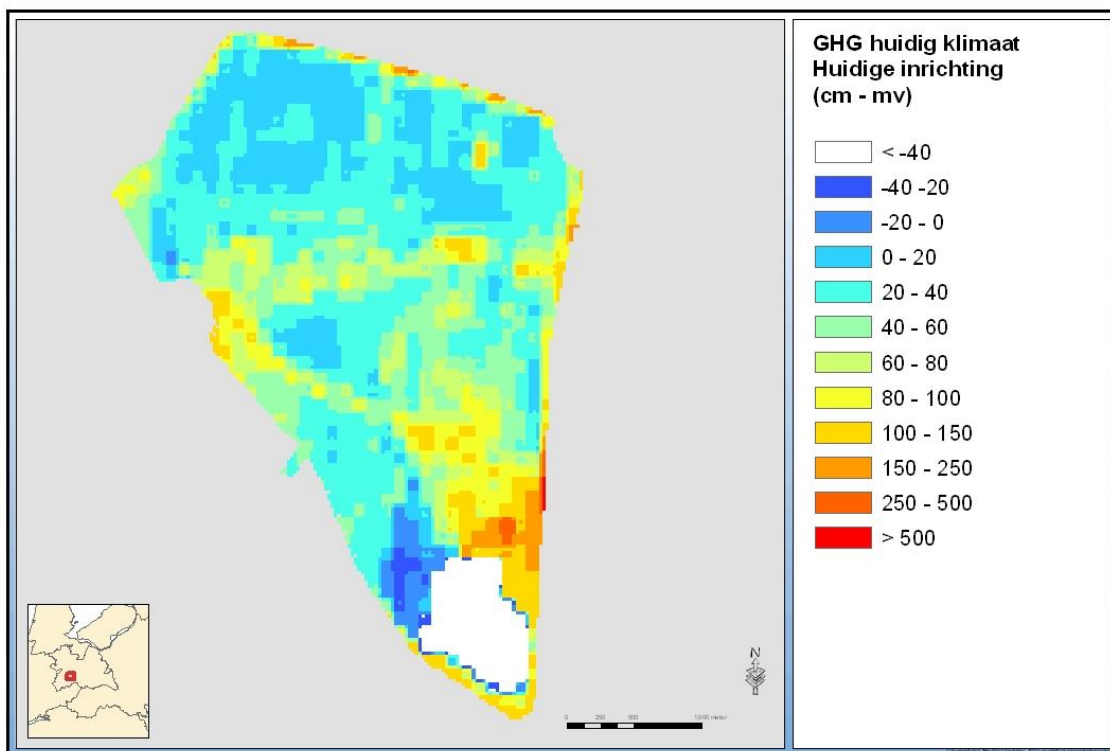 GHG huidig klimaat
Huidige inrichting
(cm - mv)
< -40
-40 -20
-20 - 0
0 - 20
20 - 40
40 - 60
60 - 80
80 - 100
100 - 150
150 - 250
250 - 500
> 500
N
0 250 500 1000 meter